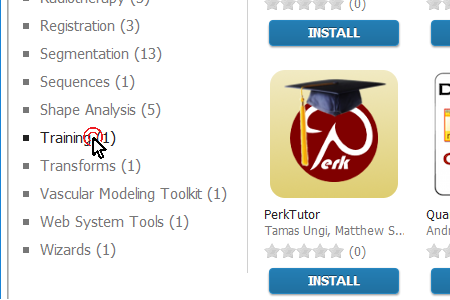 Radiotherapy (3)
Registration (3)
Segmentation (13)
Sequences (1)
Shape Analysis (5)
Training (1)
Transforms (1)
Vascular Modeling Toolkit (1)
Web System Tools (1)
Wizards (1)
(0)
INSTALL
Perk
PerkTutor
Tamas Ungi, Matthew S...
(0)
INSTALL
D
Qua
Andr